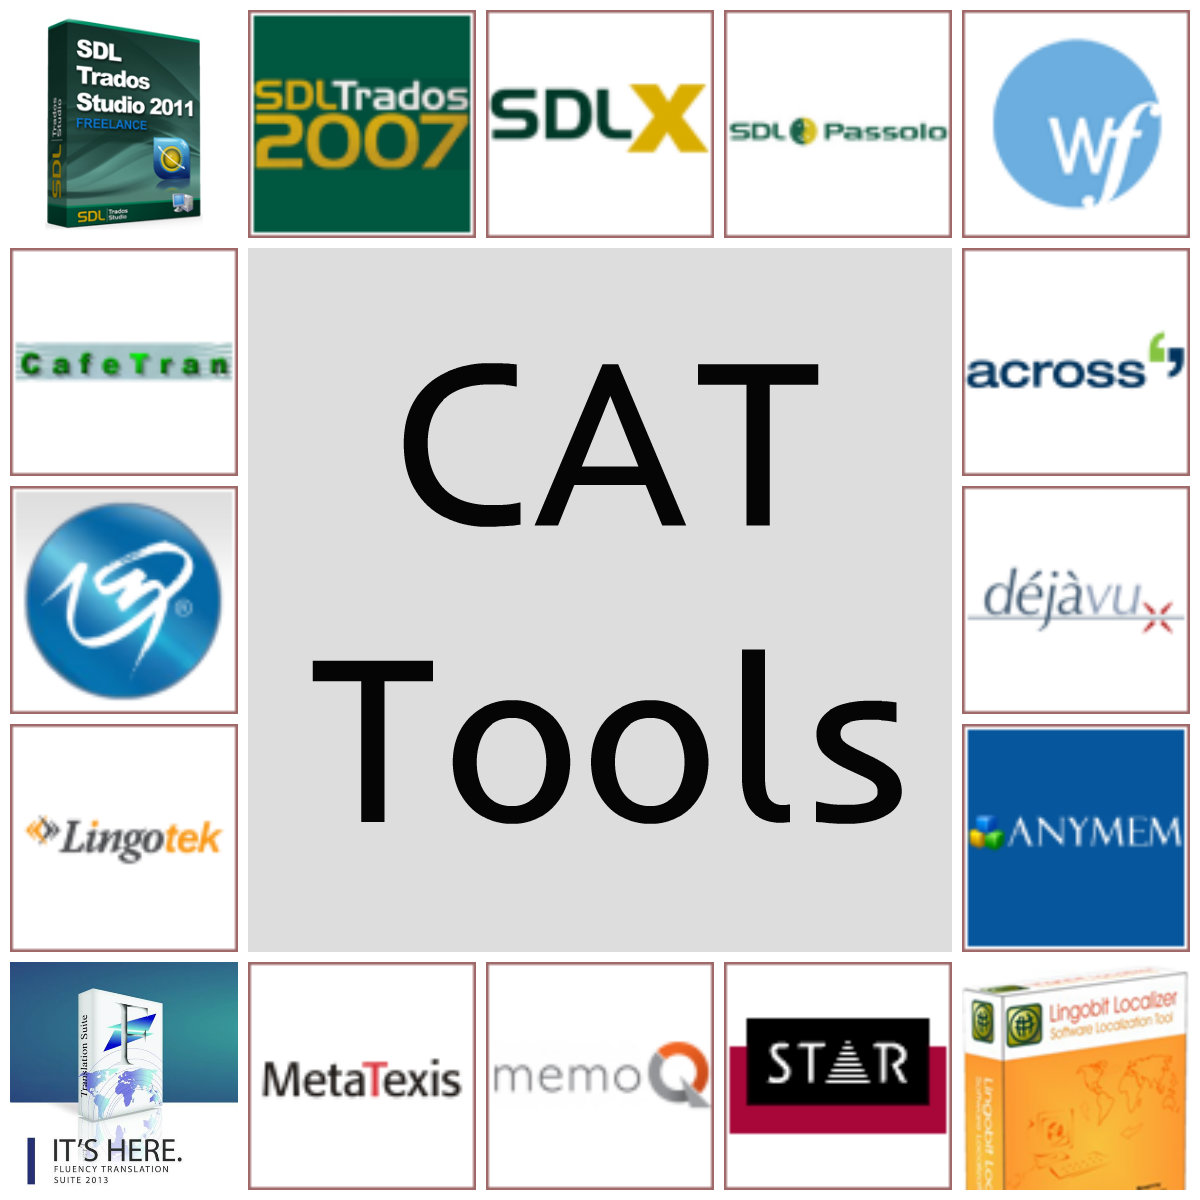 SDL
Trados
Studio 2011
FREELANCE
SDL Trados Studio
SDL Trados Studio
SDLTrados
2007
SDLX
SDL Passolo
wf
CafeTran
across
®
déjàvu
CAT
Tools
Lingotek
ANYMEM
F
Translation Suite
IT'S HERE.
FLUENCY TRANSLATION
SUITE 2013
MetaTexis
memoQ
STAR
Lingobit Localizer
Software Localization Tool